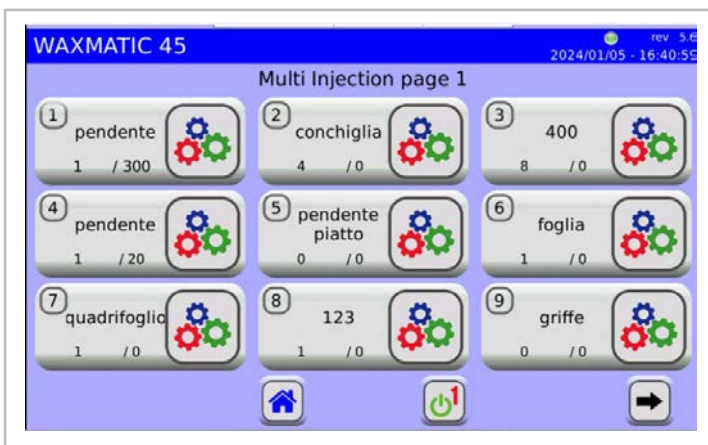 WAXMATIC 45
rev 5.6
2024/01/05 - 16:40:59
Multi Injection page 1
1
pendente
1 / 300
2
conchiglia
4 / 0
3
400
8 / 0
4
pendente
1 / 20
5
pendente
piatto
0 / 0
6
foglia
1 / 0
7
quadrifoglio
1 / 0
8
123
1 / 0
9
griffe
0 / 0
1